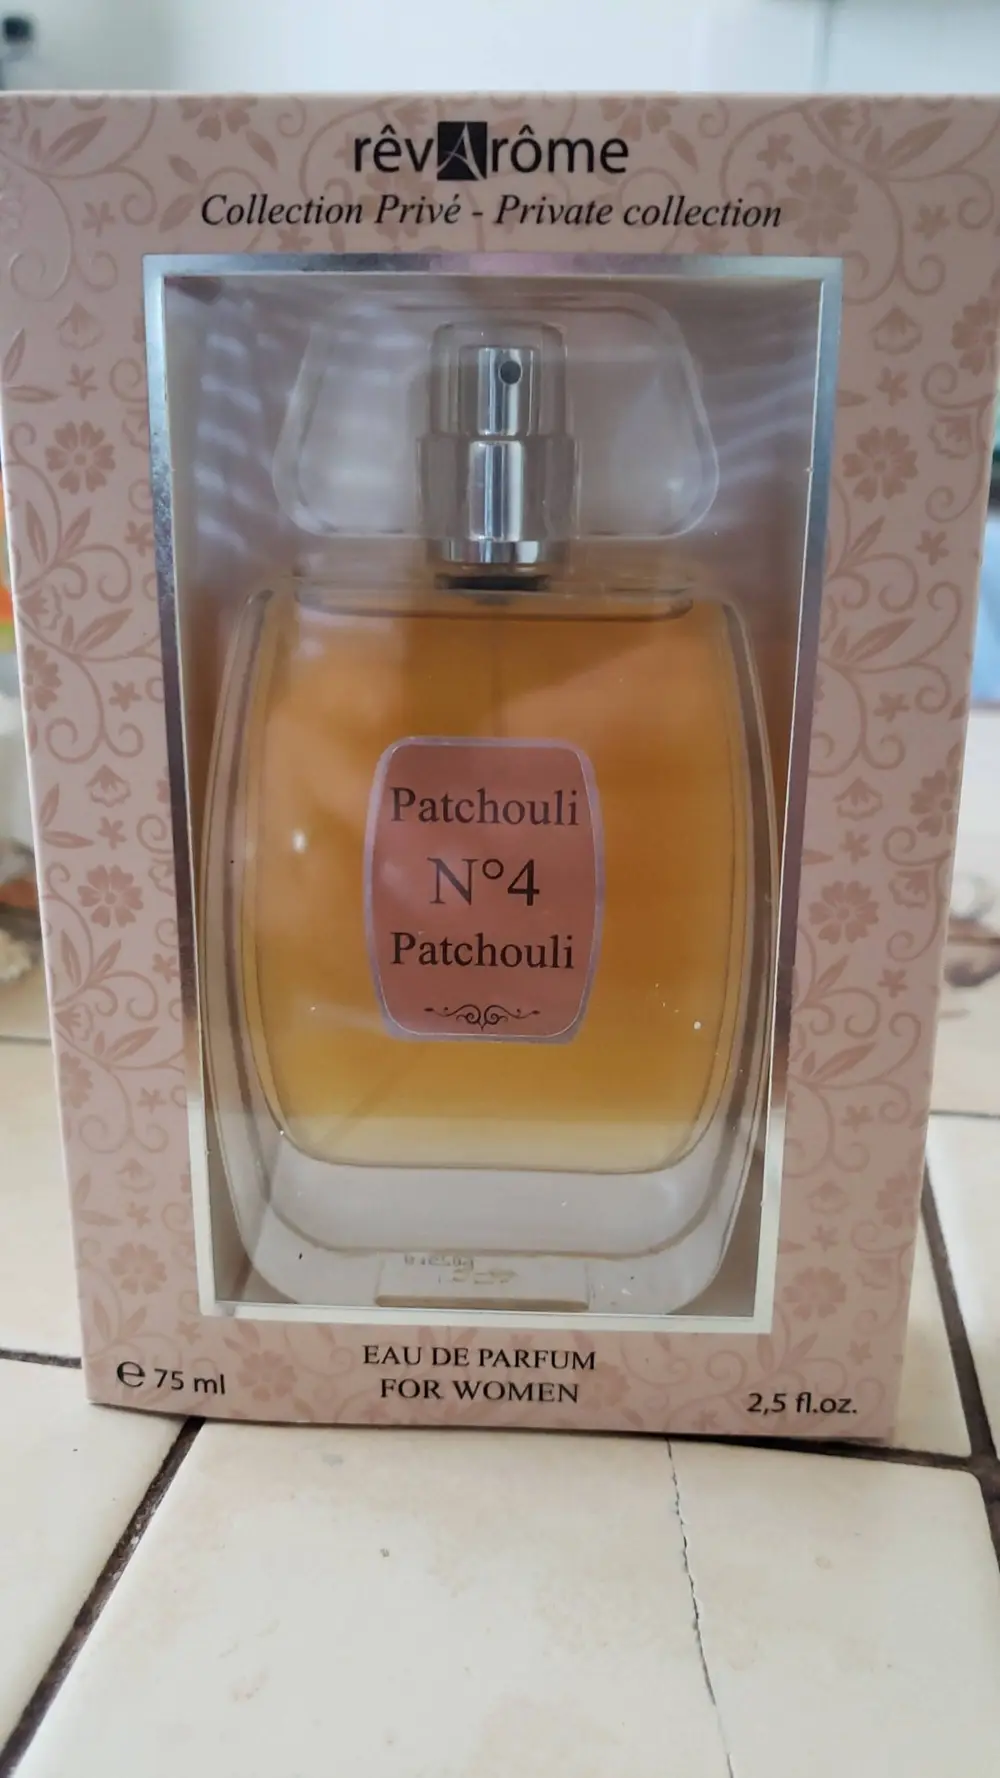 rêvArôme
Collection Privé - Private collection
Patchouli
N°4
Patchouli
EAU DE PARFUM
FOR WOMEN
℮ 75 ml
2,5 fl.oz.